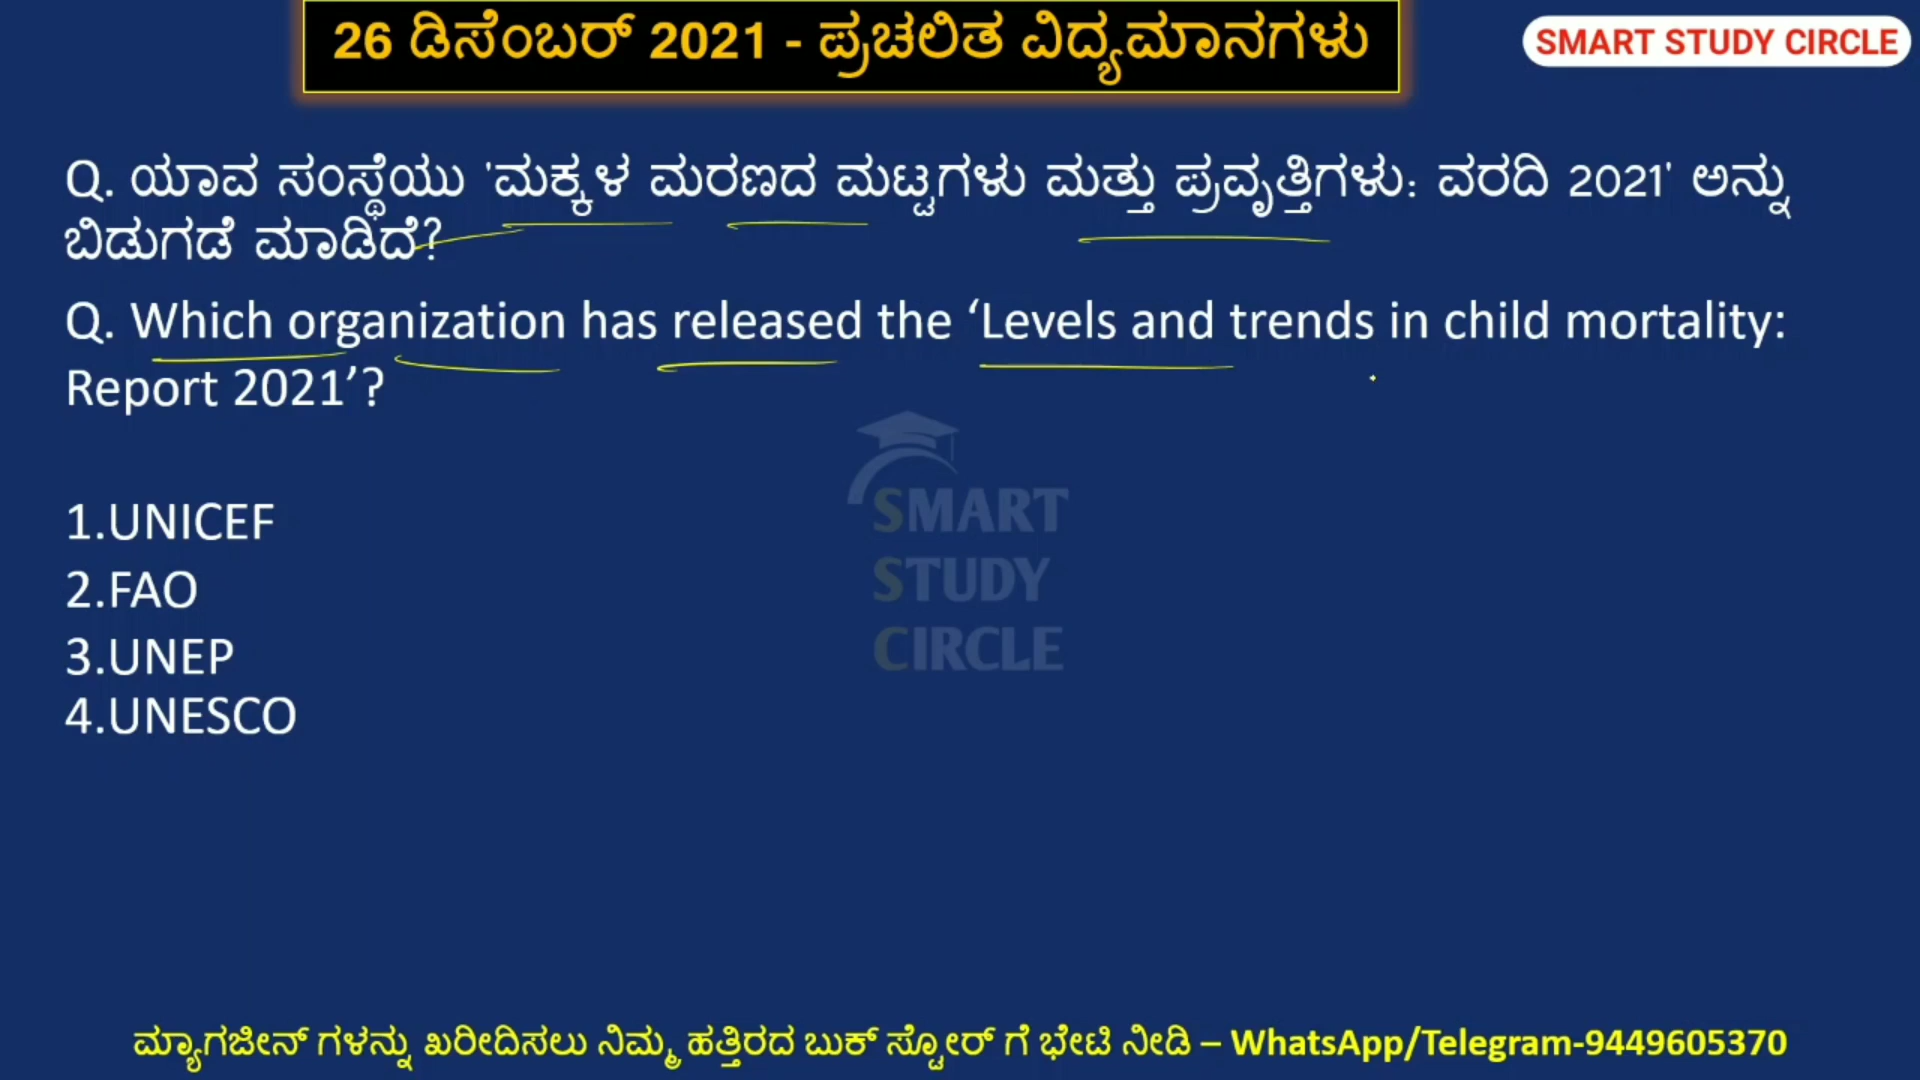 26 ಡಿಸೆಂಬರ್ 2021 - ಪ್ರಚಲಿತ ವಿದ್ಯಮಾನಗಳು
SMART STUDY CIRCLE
Q. ಯಾವ ಸಂಸ್ಥೆಯು 'ಮಕ್ಕಳ ಮರಣದ ಮಟ್ಟಗಳು ಮತ್ತು ಪ್ರವೃತ್ತಿಗಳು: ವರದಿ 2021' ಅನ್ನು
ಬಿಡುಗಡೆ ಮಾಡಿದೆ?
Q. Which organization has released the ‘Levels and trends in child mortality:
Report 2021’?
SMART
STUDY
CIRCLE
1.UNICEF
2.FAO
3.UNEP
4.UNESCO
ಮ್ಯಾಗಜೀನ್ ಗಳನ್ನು ಖರೀದಿಸಲು ನಿಮ್ಮ ಹತ್ತಿರದ ಬುಕ್ ಸ್ಟೋರ್ ಗೆ ಭೇಟಿ ನೀಡಿ – WhatsApp/Telegram-9449605370